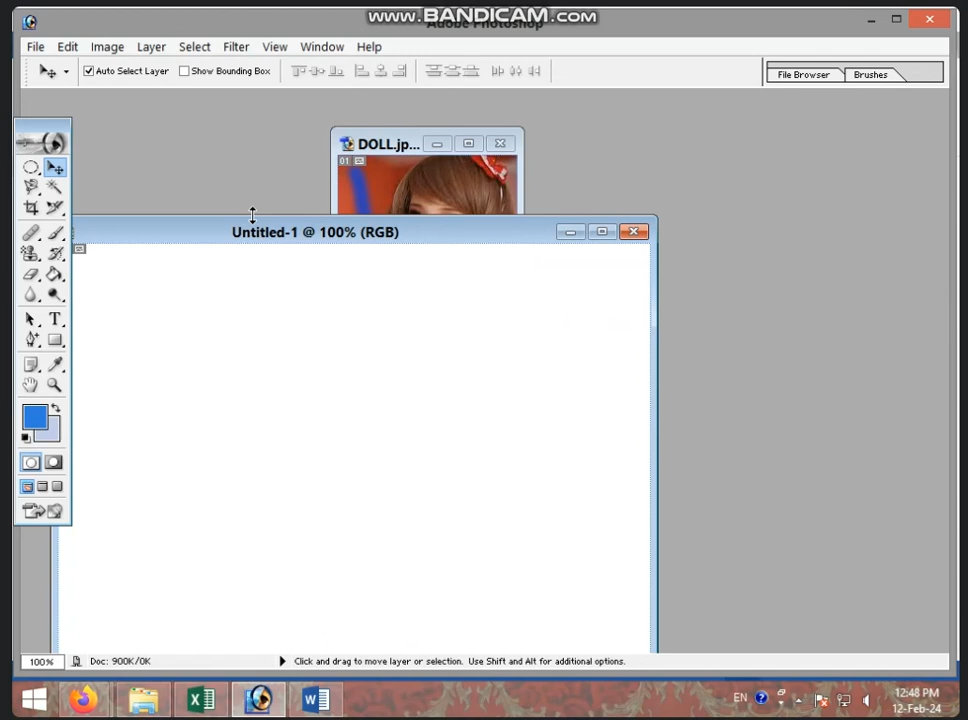 WWW.BANDICAM.COM
Adobe Photoshop
File Edit Image Layer Select Filter View Window Help
Auto Select Layer Show Bounding Box File Browser Brushes
DOLL.jp...
01
Untitled-1 @ 100% (RGB)
T
100% Doc: 900K/0K Click and drag to move layer or selection. Use Shift and Alt for additional options.
EN ? 12:48 PM
12-Feb-24